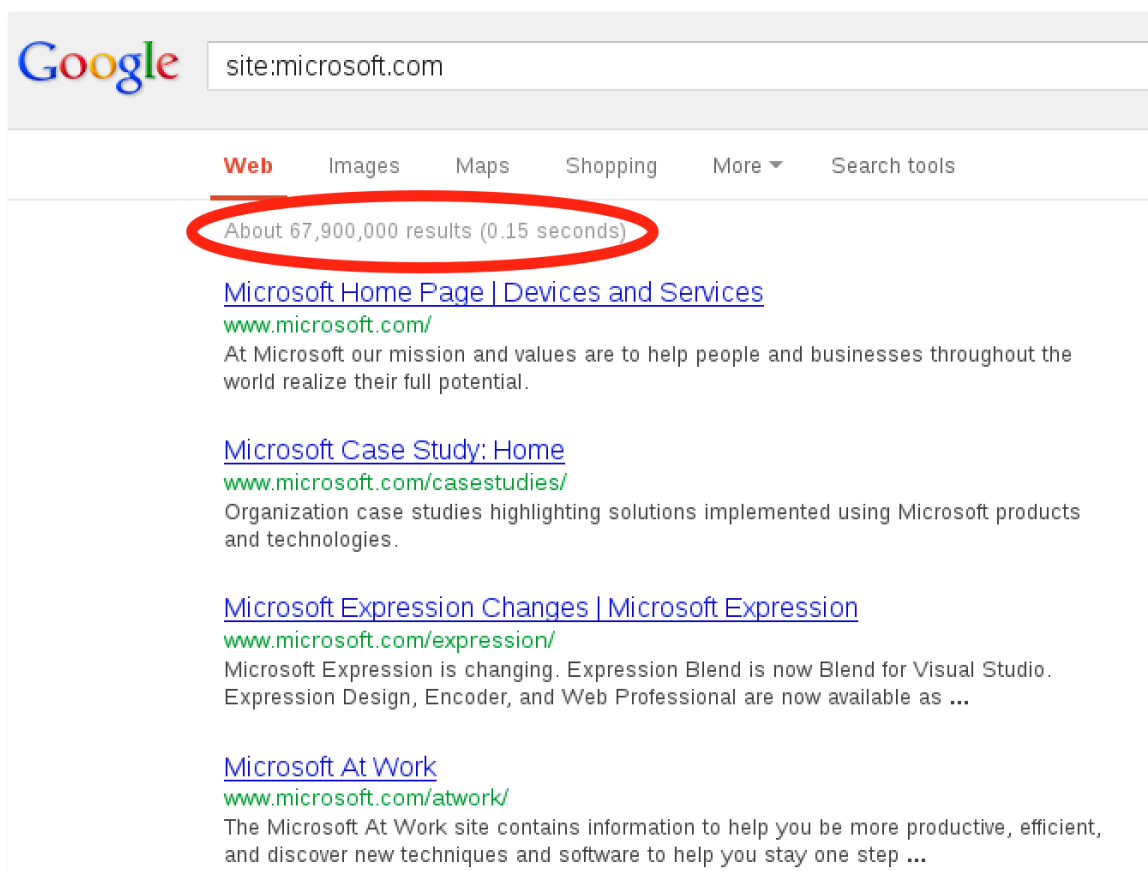 Google
site:microsoft.com
Web Images Maps Shopping More Search tools
About 67,900,000 results (0.15 seconds)
Microsoft Home Page | Devices and Services
www.microsoft.com/
At Microsoft our mission and values are to help people and businesses throughout the
world realize their full potential.
Microsoft Case Study: Home
www.microsoft.com/casestudies/
Organization case studies highlighting solutions implemented using Microsoft products
and technologies.
Microsoft Expression Changes | Microsoft Expression
www.microsoft.com/expression/
Microsoft Expression is changing. Expression Blend is now Blend for Visual Studio.
Expression Design, Encoder, and Web Professional are now available as ...
Microsoft At Work
www.microsoft.com/atwork/
The Microsoft At Work site contains information to help you be more productive, efficient,
and discover new techniques and software to help you stay one step ...